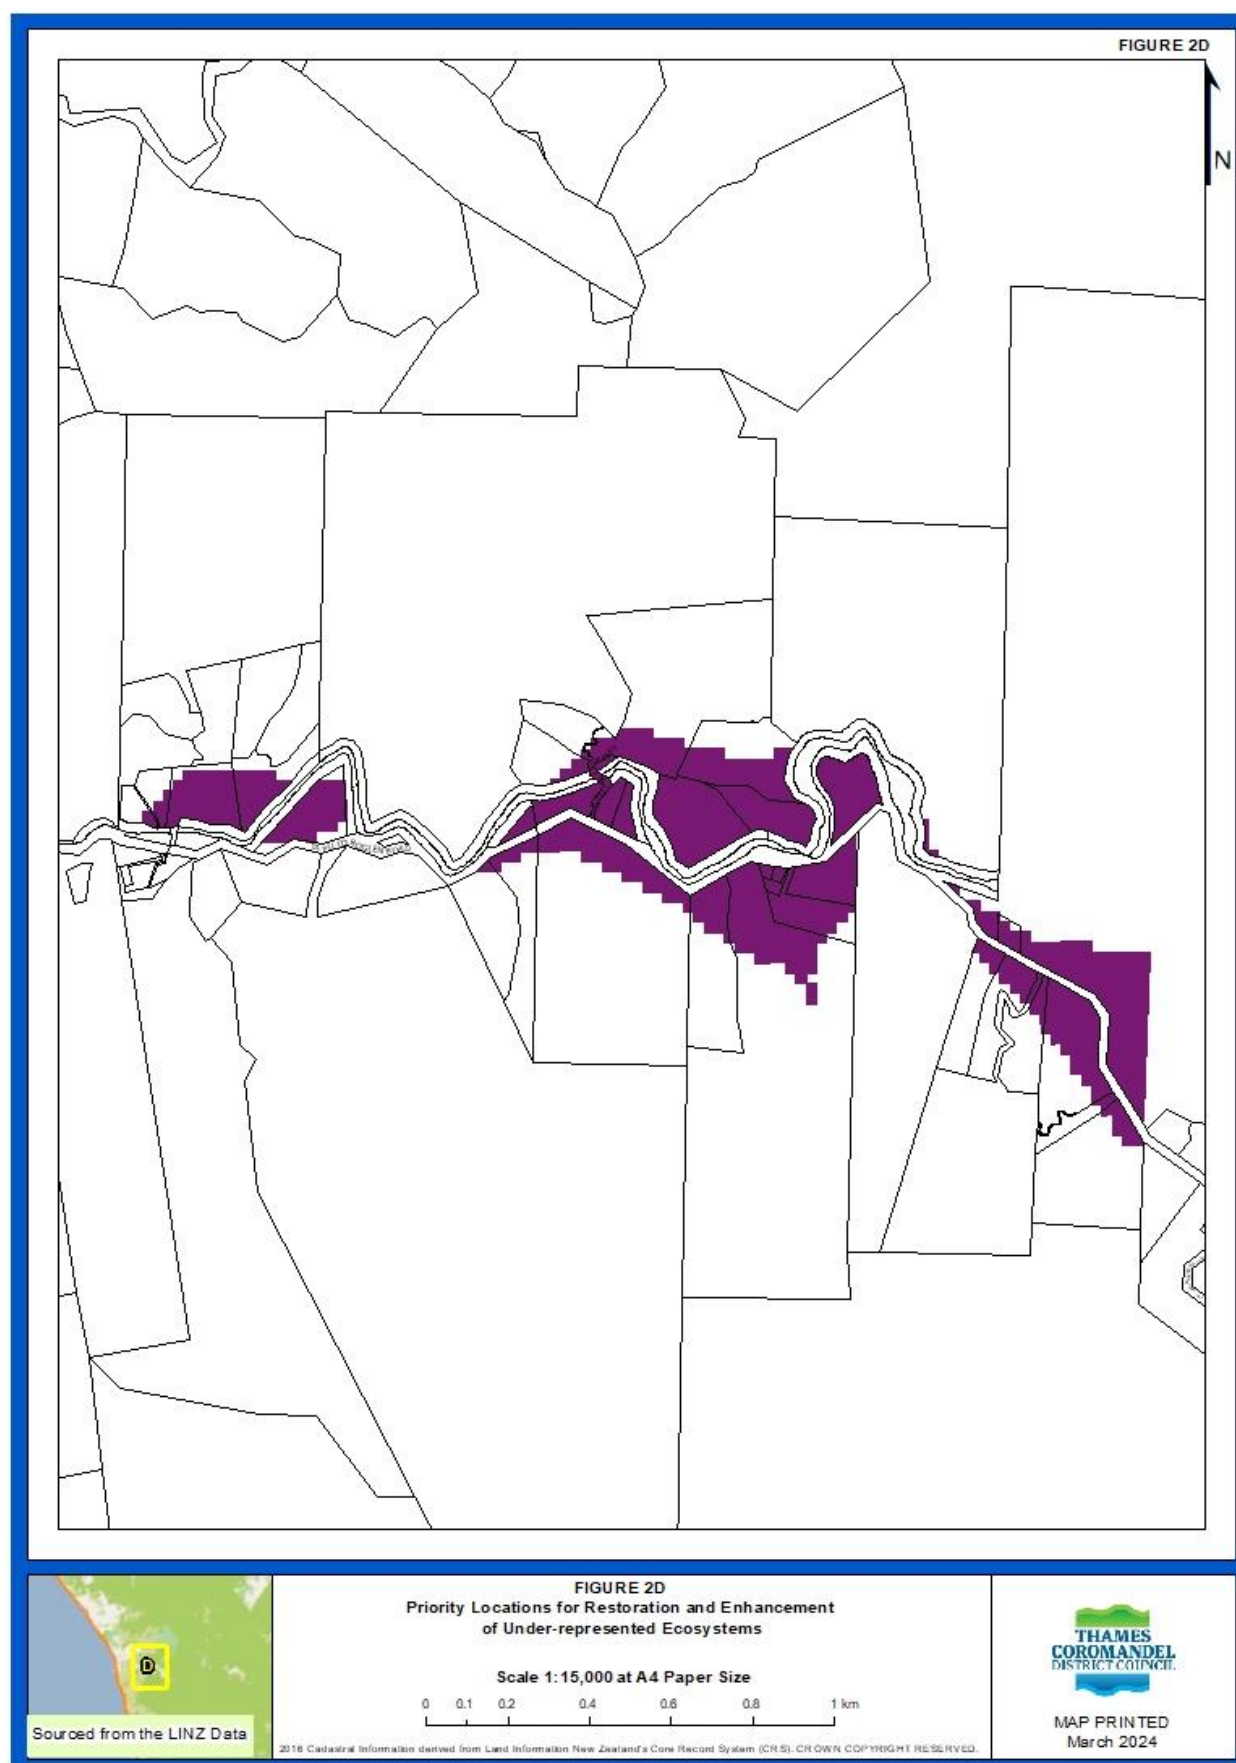 FIGURE 2D
N
FIGURE 2D
Priority Locations for Restoration and Enhancement
of Under-represented Ecosystems
Scale 1:15,000 at A4 Paper Size
0 0.1 0.2 0.4 0.6 0.8 1 km
2016 Cadastral Information derived from Land Information New Zealand's Core Record System (CRS). CROWN COPYRIGHT RESERVED.
D
Sourced from the LINZ Data
THAMES
COROMANDEL
DISTRICT COUNCIL
MAP PRINTED
March 2024